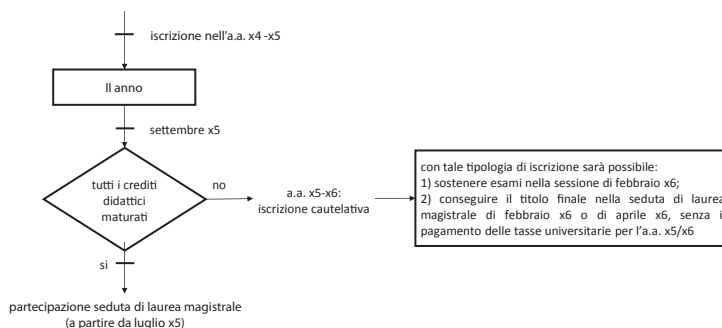 iscrizione nell'a.a. x4 -x5
II anno
settembre x5
tutti i crediti
didattici
maturati
no
a.a. x5-x6:
iscrizione cautelativa
con tale tipologia di iscrizione sarà possibile:
1) sostenere esami nella sessione di febbraio x6;
2) conseguire il titolo finale nella seduta di laurea
magistrale di febbraio x6 o di aprile x6, senza i
pagamento delle tasse universitarie per l'a.a. x5/x6
si
partecipazione seduta di laurea magistrale
(a partire da luglio x5)